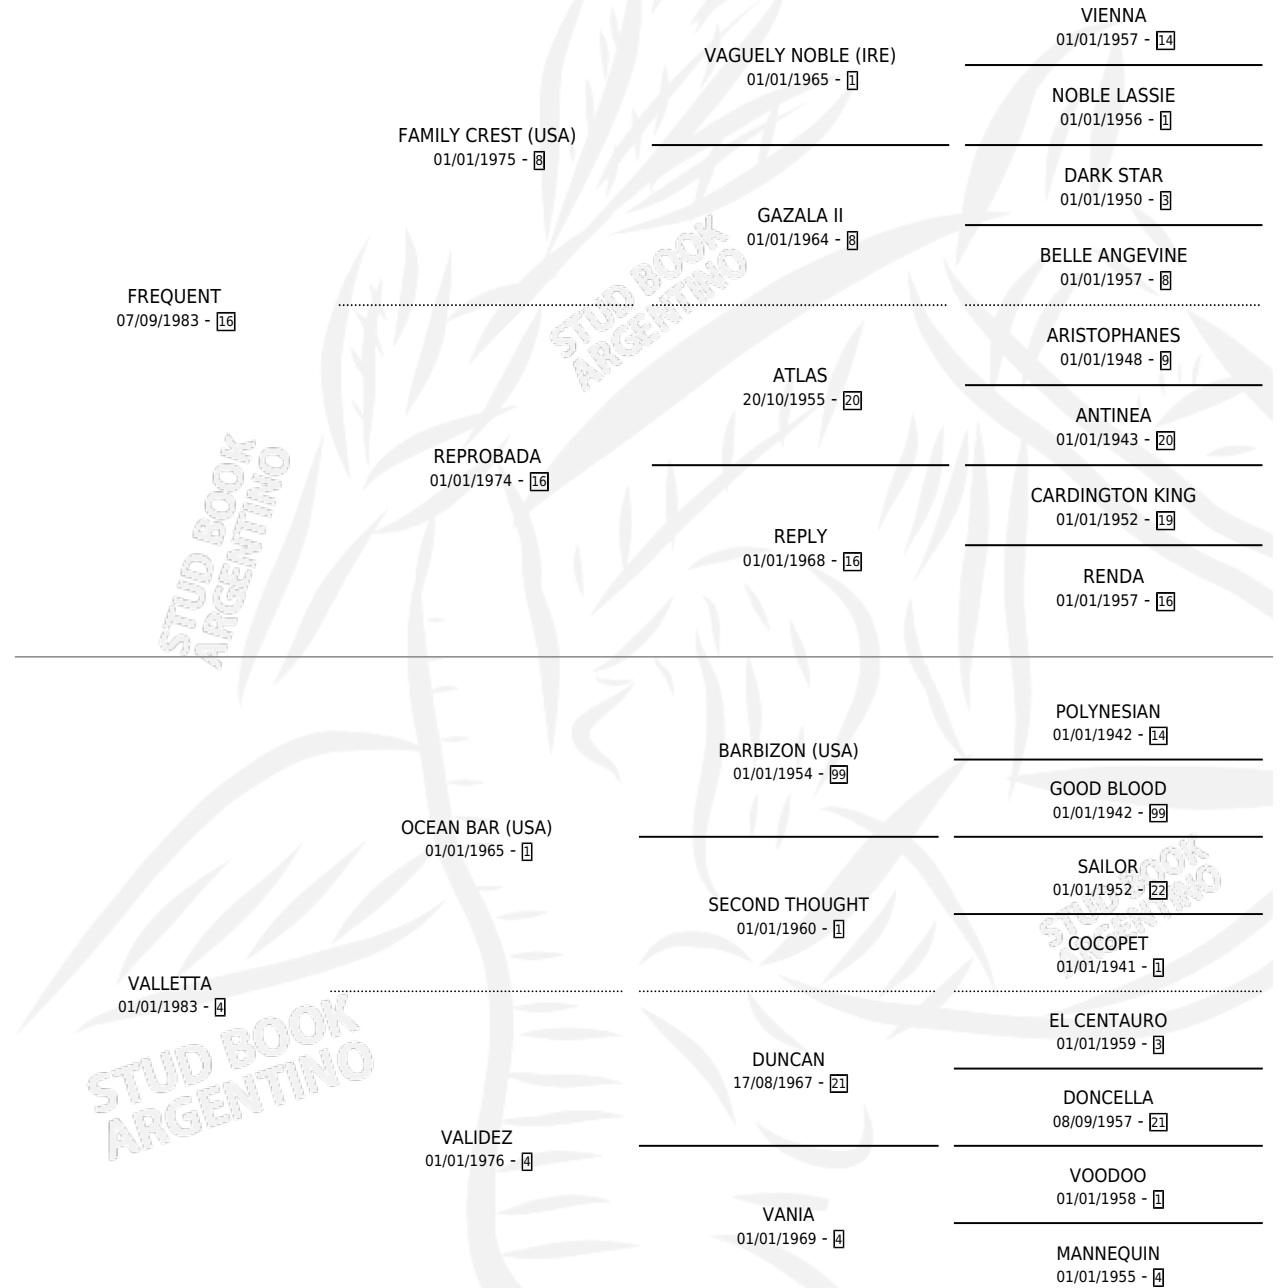 VIENNA
01/01/1957 - 14
VAGUELY NOBLE (IRE)
01/01/1965 - 1
NOBLE LASSIE
01/01/1956 - 1
FAMILY CREST (USA)
01/01/1975 - 8
DARK STAR
01/01/1950 - 3
GAZALA II
01/01/1964 - 8
BELLE ANGEVINE
01/01/1957 - 8
FREQUENT
07/09/1983 - 16
ARISTOPHANES
01/01/1948 - 9
ATLAS
20/10/1955 - 20
ANTINEA
01/01/1943 - 20
REPROBADA
01/01/1974 - 16
CARDINGTON KING
01/01/1952 - 19
REPLY
01/01/1968 - 16
RENDA
01/01/1957 - 16
POLYNESIAN
01/01/1942 - 14
BARBIZON (USA)
01/01/1954 - 99
GOOD BLOOD
01/01/1942 - 99
OCEAN BAR (USA)
01/01/1965 - 1
SAILOR
01/01/1952 - 22
SECOND THOUGHT
01/01/1960 - 1
COCOPET
01/01/1941 - 1
VALLETTA
01/01/1983 - 4
EL CENTAURO
01/01/1959 - 3
DUNCAN
17/08/1967 - 21
DONCELLA
08/09/1957 - 21
VALIDEZ
01/01/1976 - 4
VOODOO
01/01/1958 - 1
VANIA
01/01/1969 - 4
MANNEQUIN
01/01/1955 - 4
STUD BOOK
ARGENTINO
STUD BOOK
ARGENTINO
STUD BOOK
ARGENTINO
STUD BOOK
ARGENTINO